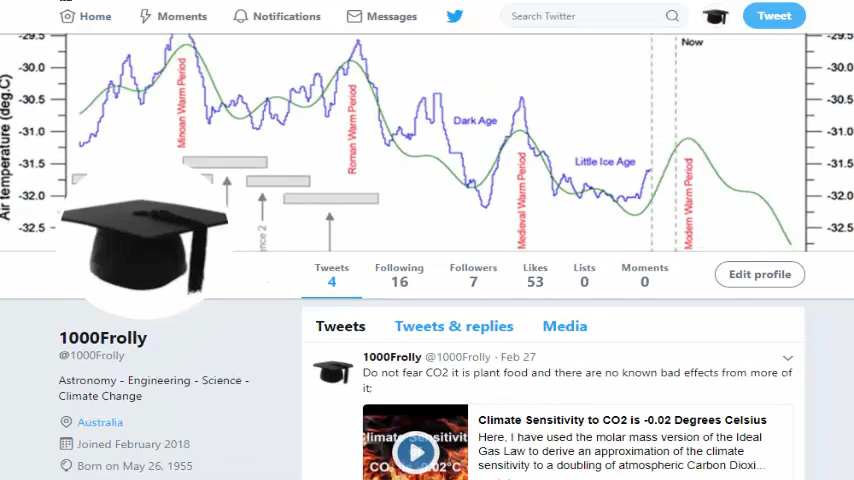 Home
Moments
Notifications
Messages
Search Twitter
Tweet
-29.5
-29.5
Now
-30.0
-30.0
-30.5
-30.5
-31.0
-31.0
-31.5
-31.5
-32.0
-32.0
-32.5
-32.5
Air temperature (deg.C)
Minoan Warm Period
Roman Warm Period
Dark Age
Medieval Warm Period
Little Ice Age
Modern Warm Period
Tweets
4
Following
16
Followers
7
Likes
53
Lists
0
Moments
0
Edit profile
1000Frolly
@1000Frolly
Astronomy - Engineering - Science -
Climate Change
Australia
Joined February 2018
Born on May 26, 1955
Tweets
Tweets & replies
Media
1000Frolly @1000Frolly · Feb 27
Do not fear CO2 it is plant food and there are no known bad effects from more of
it:
Climate Sensitivity to CO2 is -0.02 Degrees Celsius
Here, I have used the molar mass version of the Ideal
Gas Law to derive an approximation of the climate
sensitivity to a doubling of atmospheric Carbon Dioxi...